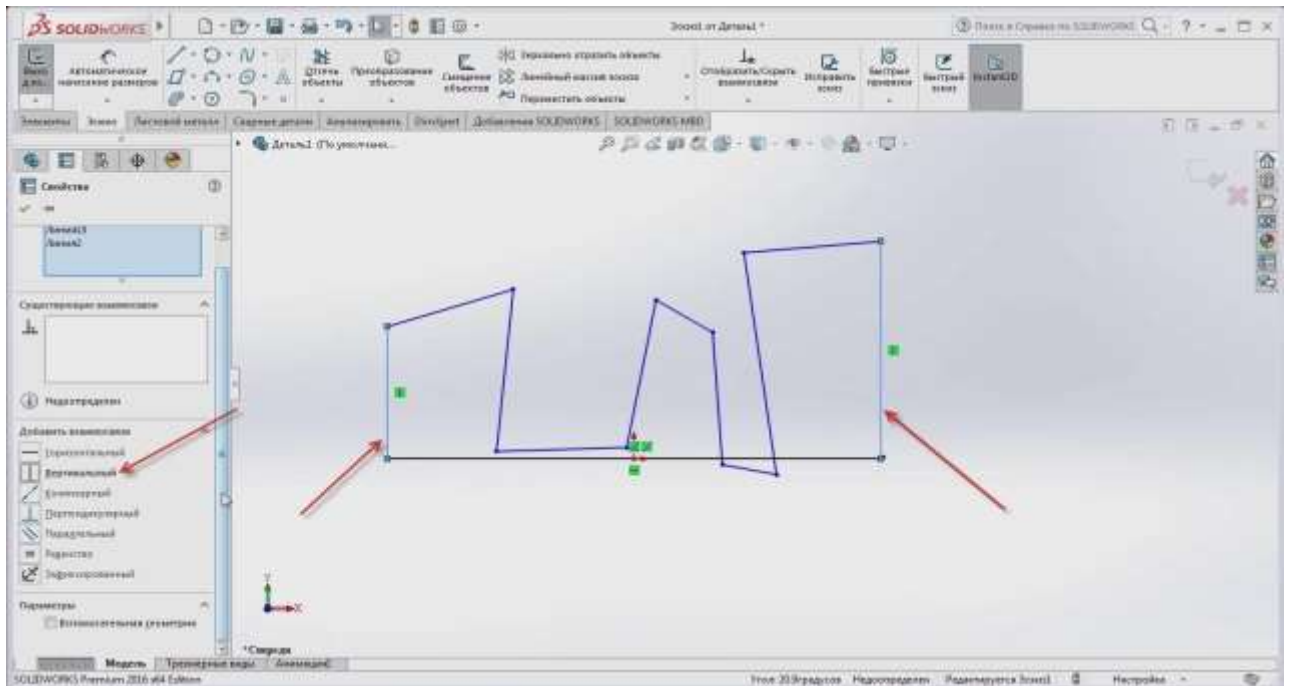 SOLIDWORKS
Эскиз1 от Деталь1 *
Поиск в Справке по SOLIDWORKS
Автоматическое
нанесение размеров
Отсечь
объекты
Преобразование
объектов
Смещение
объектов
Зеркально отразить объекты
Линейный массив эскиза
Переместить объекты
Отобразить/Скрыть
взаимосвязи
Исправить
эскиз
Быстрые
привязки
Быстрый
эскиз
Instant2D
Элементы
Эскиз
Листовой металл
Сварные детали
Анализировать
DimXpert
Добавления SOLIDWORKS
SOLIDWORKS MBD
Деталь1 (По умолчани...
Свойства
Линия2
Существующие взаимосвязи
Недоопределен
Добавить взаимосвязи
Горизонтальный
Вертикальный
Коллинеарный
Перпендикулярный
Параллельный
Равенство
Зафиксированный
Параметры
Вспомогательная геометрия
Y
X
*Спереди
Модель
Трехмерные виды
Анимация1
SOLIDWORKS Premium 2016 x64 Edition
Недоопределен
Редактируется Эскиз1
Настройка